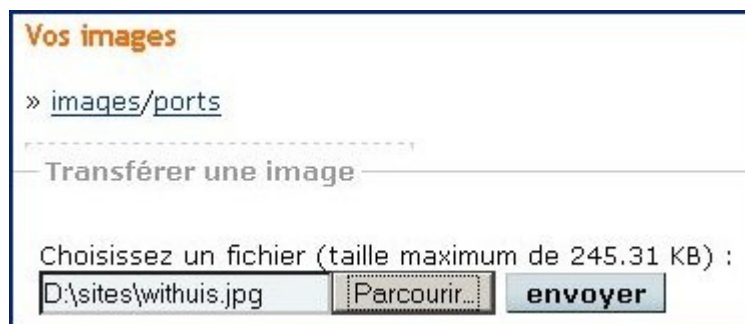 Vos images
» images/ports
Transférer une image
Choisissez un fichier (taille maximum de 245.31 KB) :
D:\sites\withuis.jpg Parcourir... envoyer